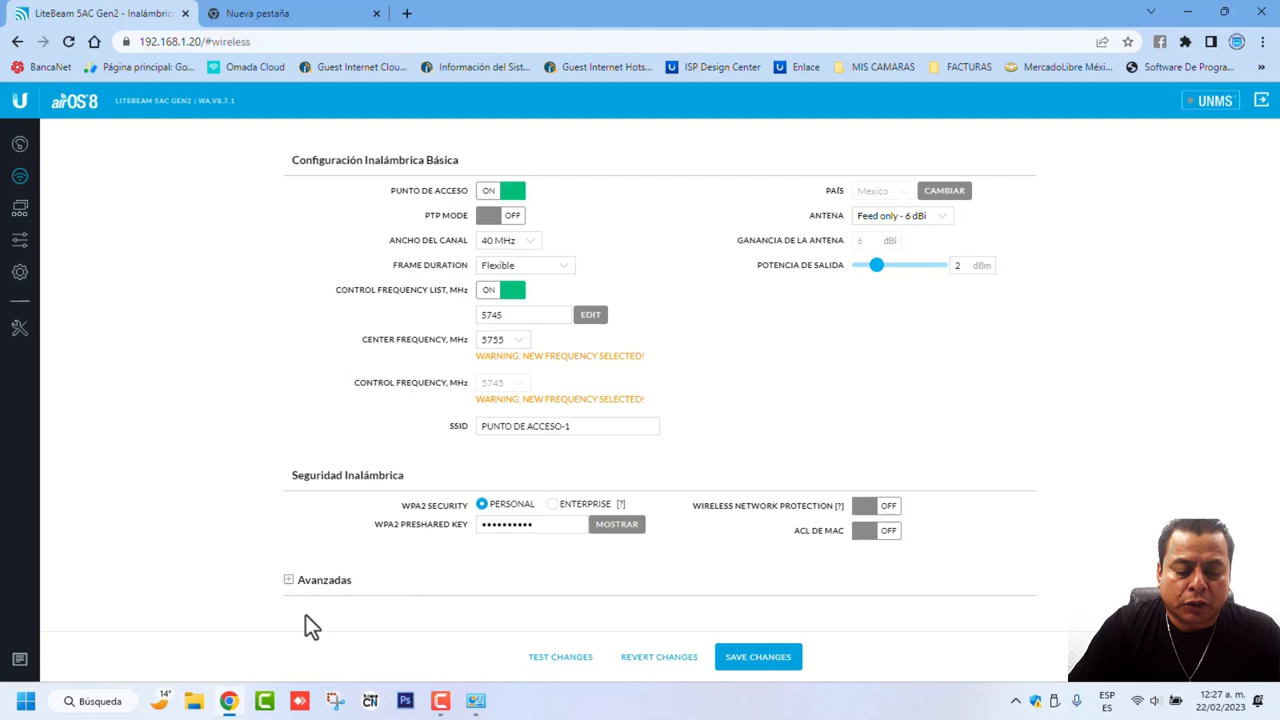 LiteBeam 5AC Gen2 - Inalámbric
Nueva pestaña
192.168.1.20/#wireless
BancaNet
Página principal: Go...
Omada Cloud
Guest Internet Clou...
Información del Sist...
Guest Internet Hots...
ISP Design Center
Enlace
MIS CAMARAS
FACTURAS
MercadoLibre Méxi...
Software De Progra...
airOS 8
LITEBEAM 5AC GEN2 | WA.V8.7.1
UNMS
Configuración Inalámbrica Básica
PUNTO DE ACCESO ON
PTP MODE OFF
ANCHO DEL CANAL 40 MHz
FRAME DURATION Flexible
CONTROL FREQUENCY LIST, MHz ON
5745 EDIT
CENTER FREQUENCY, MHz 5755
WARNING: NEW FREQUENCY SELECTED!
CONTROL FREQUENCY, MHz 5745
WARNING: NEW FREQUENCY SELECTED!
SSID PUNTO DE ACCESO-1
PAÍS Mexico CAMBIAR
ANTENA Feed only - 6 dBi
GANANCIA DE LA ANTENA 6 dBi
POTENCIA DE SALIDA 2 dBm
Seguridad Inalámbrica
WPA2 SECURITY PERSONAL ENTERPRISE [?]
WPA2 PRESHARED KEY •••••••••• MOSTRAR
WIRELESS NETWORK PROTECTION [?] OFF
ACL DE MAC OFF
Avanzadas
TEST CHANGES
REVERT CHANGES
SAVE CHANGES
Búsqueda
14°
CN
Ps
ESP
ES
12:27 a. m.
22/02/2023